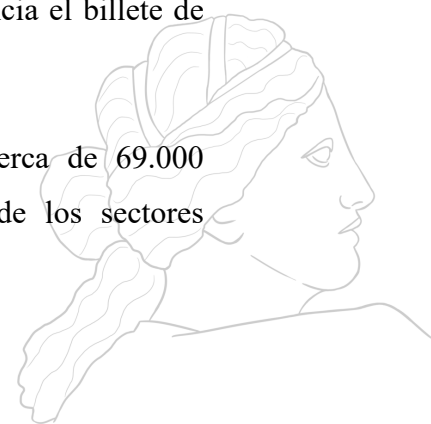 cia el billete de
erca de 69.000
de los sectores